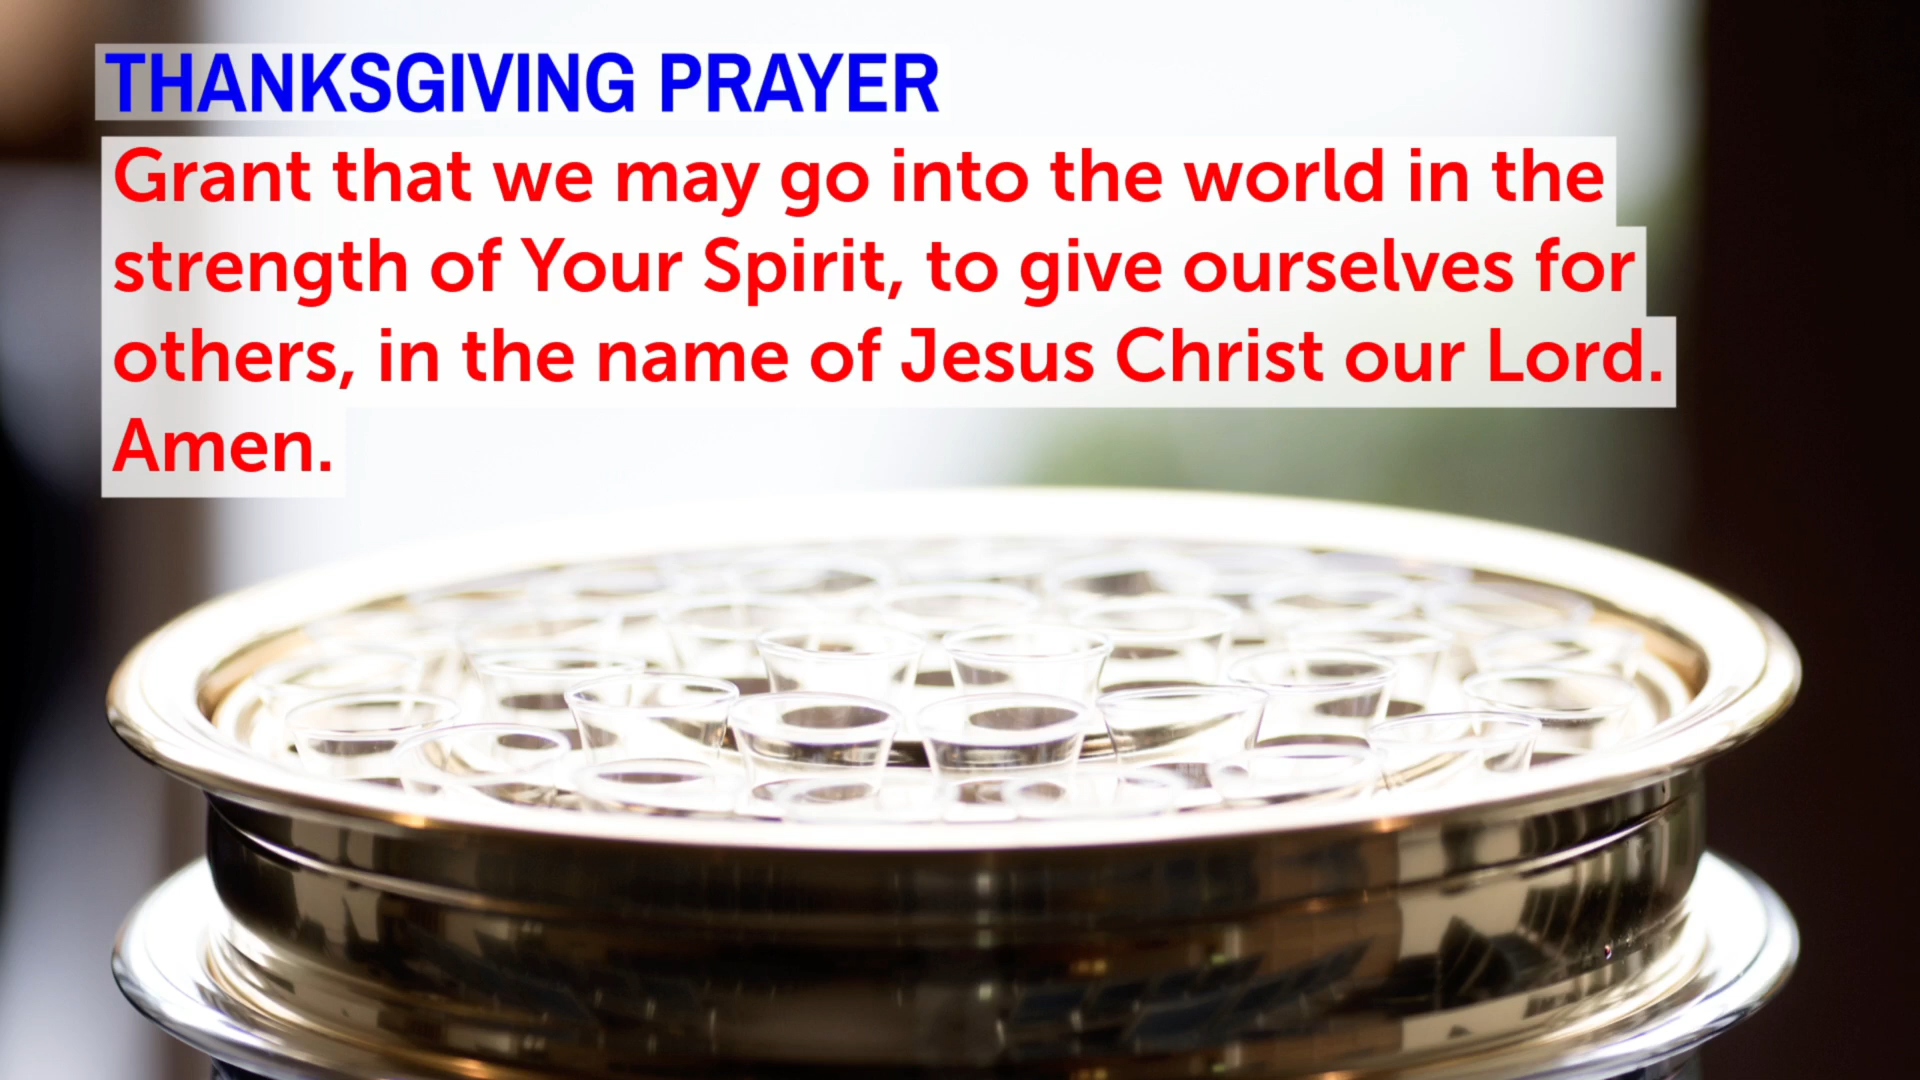 THANKSGIVING PRAYER
Grant that we may go into the world in the
strength of Your Spirit, to give ourselves for
others, in the name of Jesus Christ our Lord.
Amen.